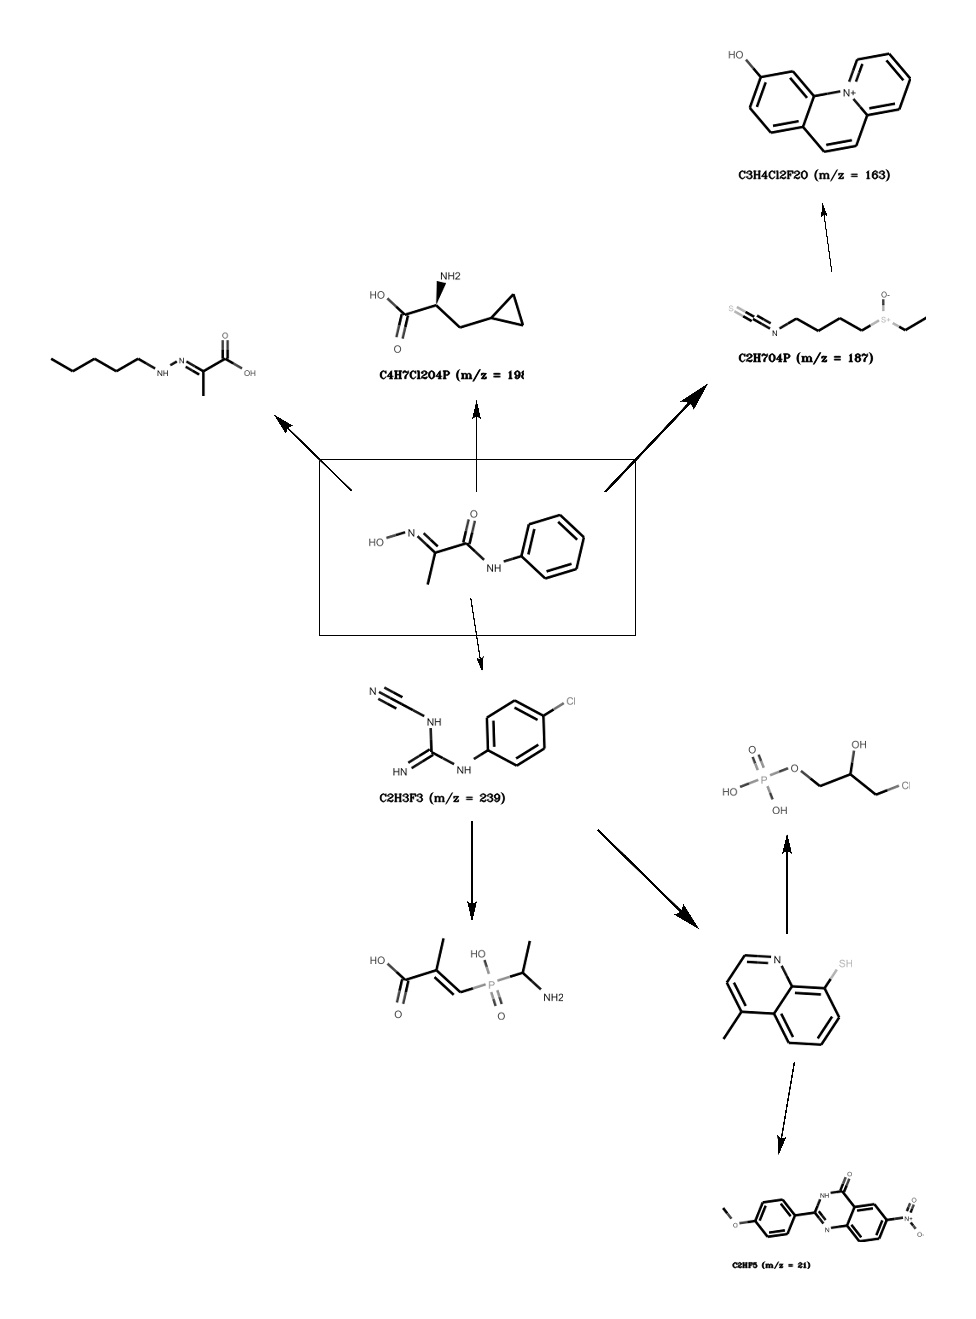 HO
N+
C3H4Cl2F2O (m/z = 163)
NH2
HO
O
C4H7Cl2O4P (m/z = 198
S
N
O-
S+
C2H7O4P (m/z = 187)
O
N
NH
OH
O
N
HO
NH
N
NH
Cl
HN
NH
C2H3F3 (m/z = 239)
OH
O
P
O
HO
OH
Cl
HO
HO
P
O
O
NH2
N
SH
O
NH
N
O
O
N+
O-
C2HF5 (m/z = 21)